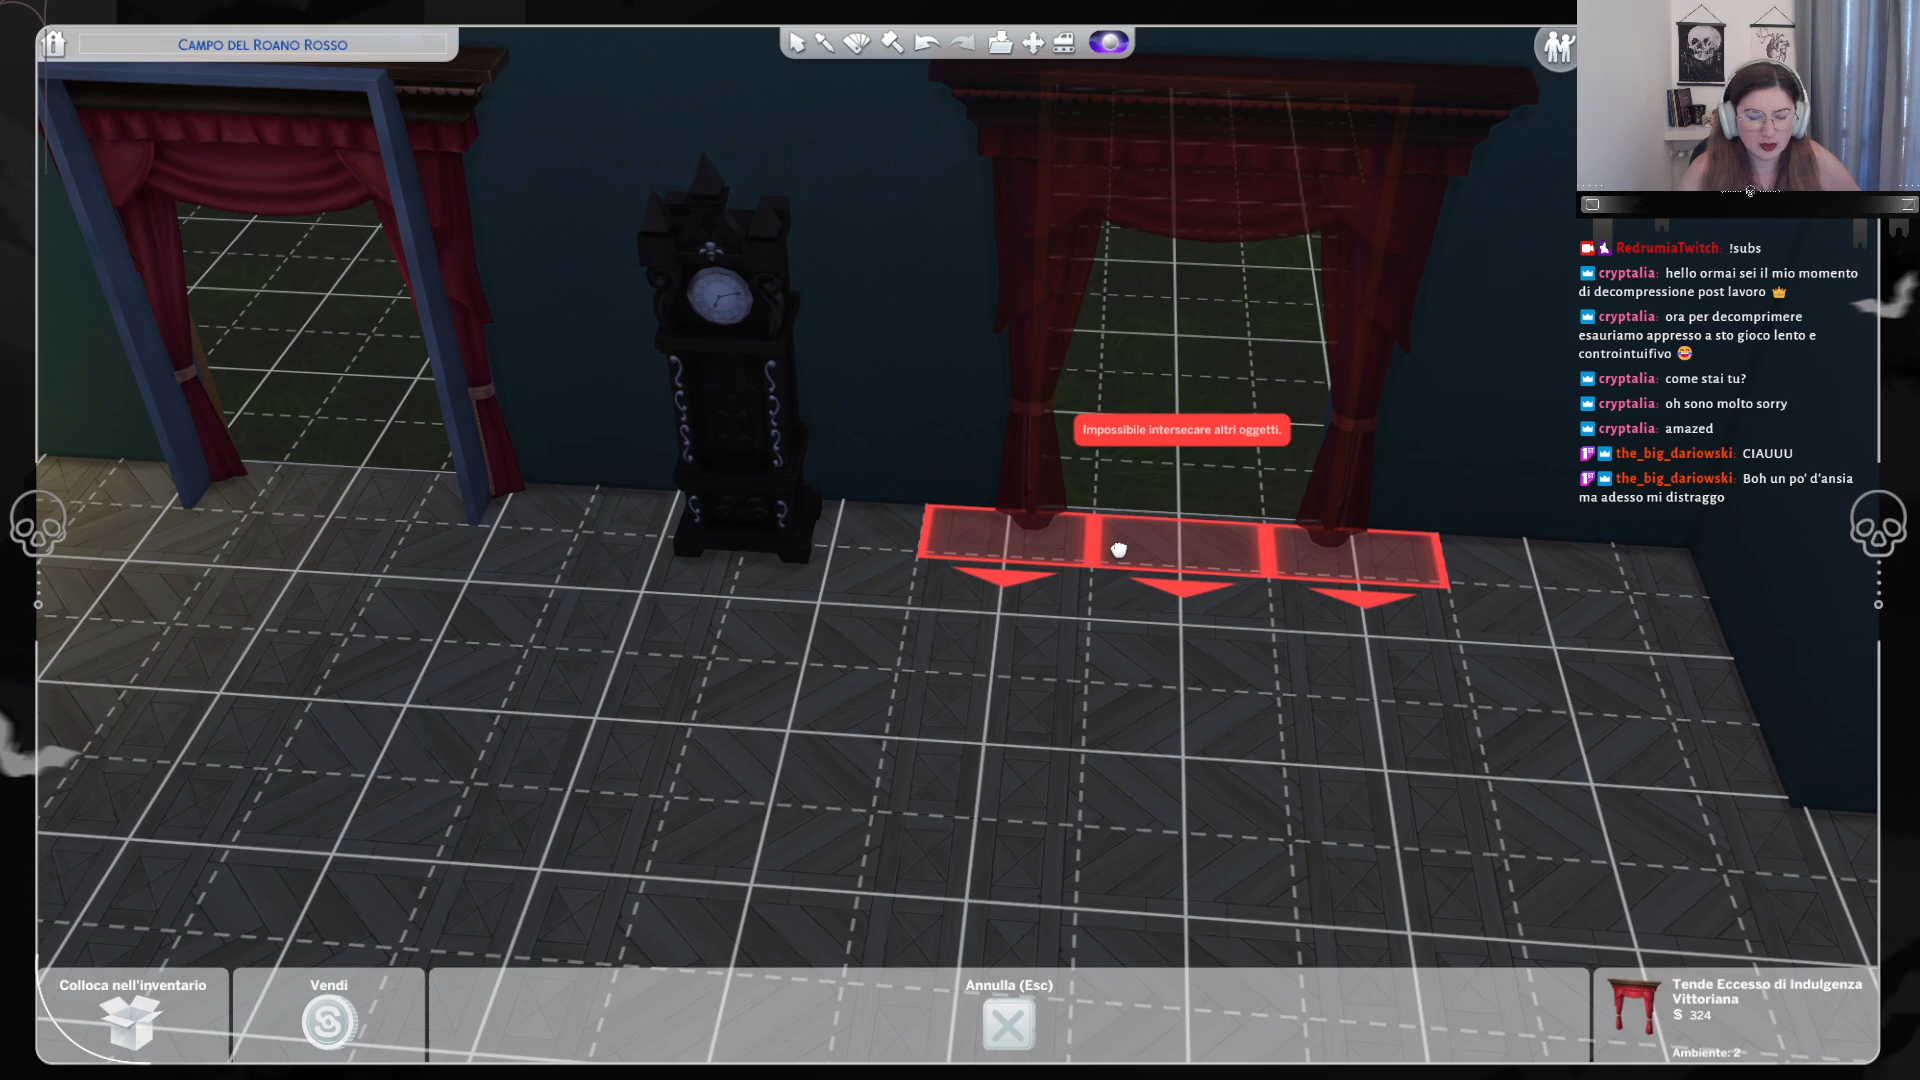 CAMPO DEL ROANO ROSSO
RedrumiaTwitch: !subs
cryptalia: hello ormai sei il mio momento
di decompressione post lavoro
cryptalia: ora per decomprimere
esauriamo appresso a sto gioco lento e
controintuifivo
cryptalia: come stai tu?
cryptalia: oh sono molto sorry
cryptalia: amazed
the_big_dariowski: CIAUUU
the_big_dariowski: Boh un po' d'ansia
ma adesso mi distraggo
Impossibile intersecare altri oggetti.
Colloca nell'inventario
Vendi
Annulla (Esc)
Tende Eccesso di Indulgenza
Vittoriana
§ 324
Ambiente: 2